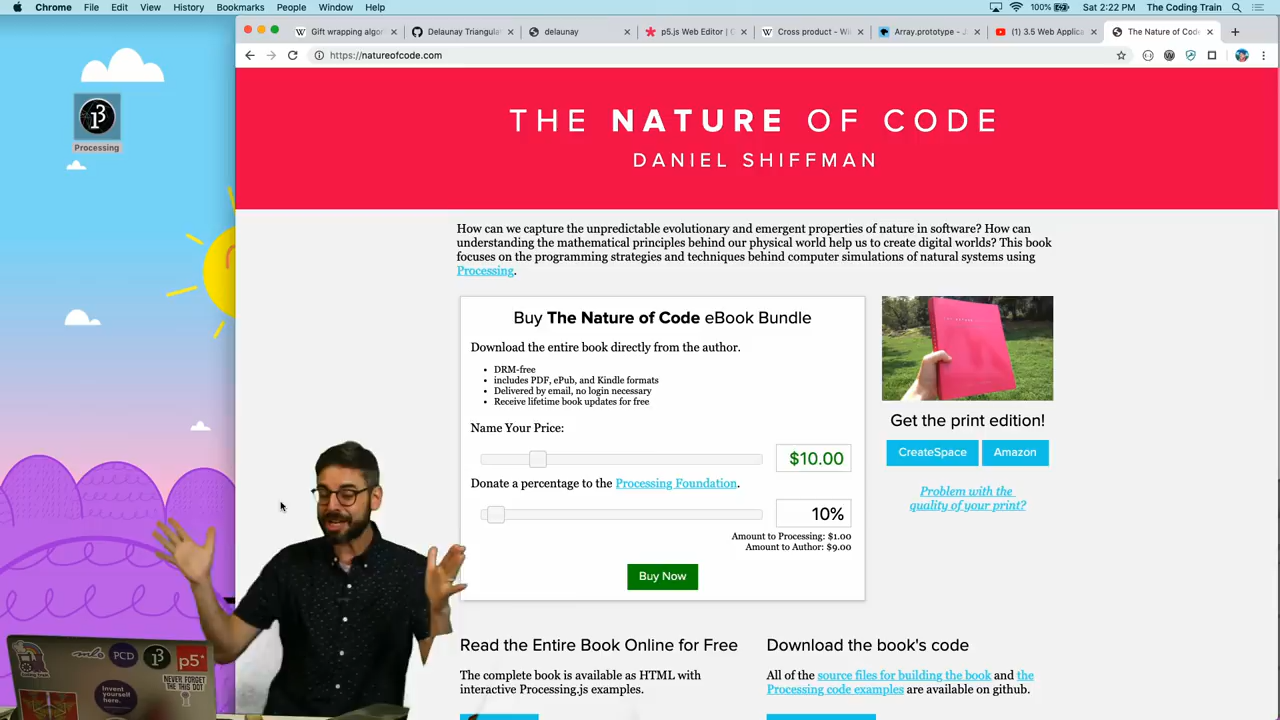 Chrome File Edit View History Bookmarks People Window Help
100% Sat 2:22 PM The Coding Train
Gift wrapping algor
Delaunay Triangula
delaunay
p5.js Web Editor | C
Cross product - Wi
Array.prototype - J
(1) 3.5 Web Applica
The Nature of Code
https://natureofcode.com
Processing
THE NATURE OF CODE
DANIEL SHIFFMAN
How can we capture the unpredictable evolutionary and emergent properties of nature in software? How can
understanding the mathematical principles behind our physical world help us to create digital worlds? This book
focuses on the programming strategies and techniques behind computer simulations of natural systems using
Processing.
Buy The Nature of Code eBook Bundle
Download the entire book directly from the author.
• DRM-free
• includes PDF, ePub, and Kindle formats
• Delivered by email, no login necessary
• Receive lifetime book updates for free
Name Your Price:
$10.00
Donate a percentage to the Processing Foundation.
10%
Amount to Processing: $1.00
Amount to Author: $9.00
Buy Now
Get the print edition!
CreateSpace Amazon
Problem with the
quality of your print?
Read the Entire Book Online for Free
The complete book is available as HTML with
interactive Processing.js examples.
Download the book's code
All of the source files for building the book and the
Processing code examples are available on github.
PCD
p5*
Invent
yourself
NEVER FORGET
THIS DOT